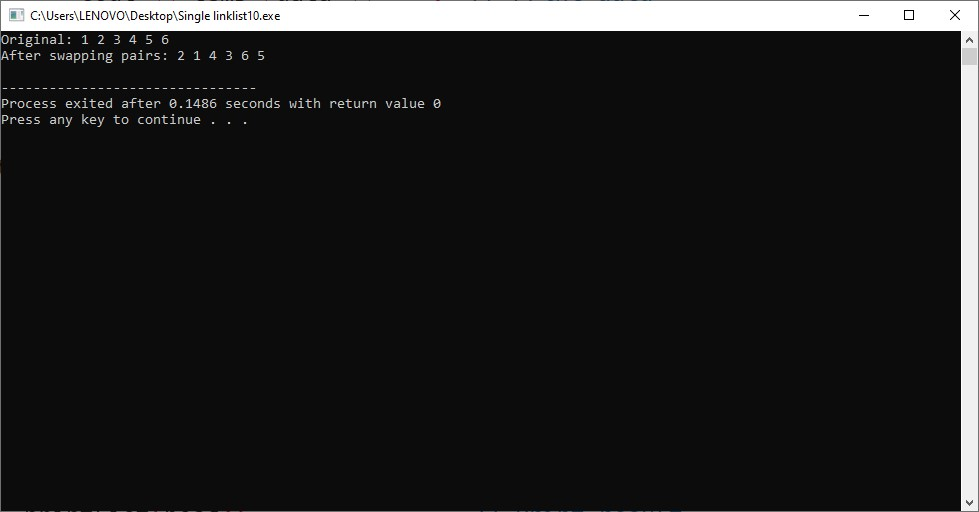 C:\Users\LENOVO\Desktop\Single linklist10.exe
Original: 1 2 3 4 5 6
After swapping pairs: 2 1 4 3 6 5
--------------------------------
Process exited after 0.1486 seconds with return value 0
Press any key to continue . . .